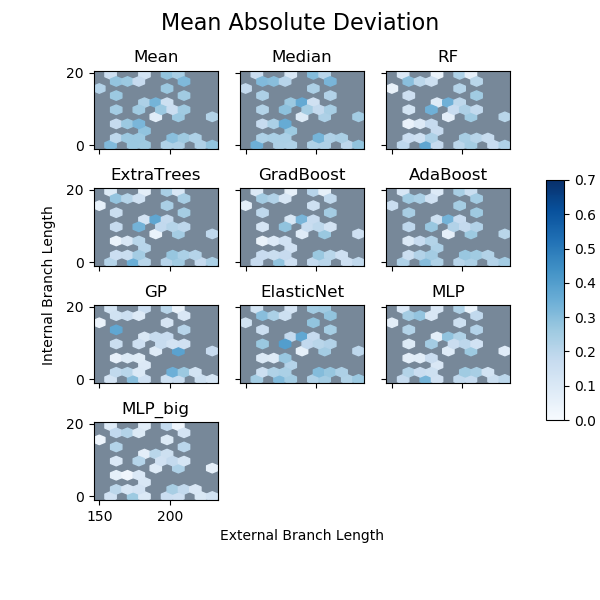 Mean Absolute Deviation
Mean Median RF
20
0
ExtraTrees GradBoost AdaBoost
20
0
GP ElasticNet MLP
20
0
MLP_big
20
0
150 200
Internal Branch Length
External Branch Length
0.7
0.6
0.5
0.4
0.3
0.2
0.1
0.0